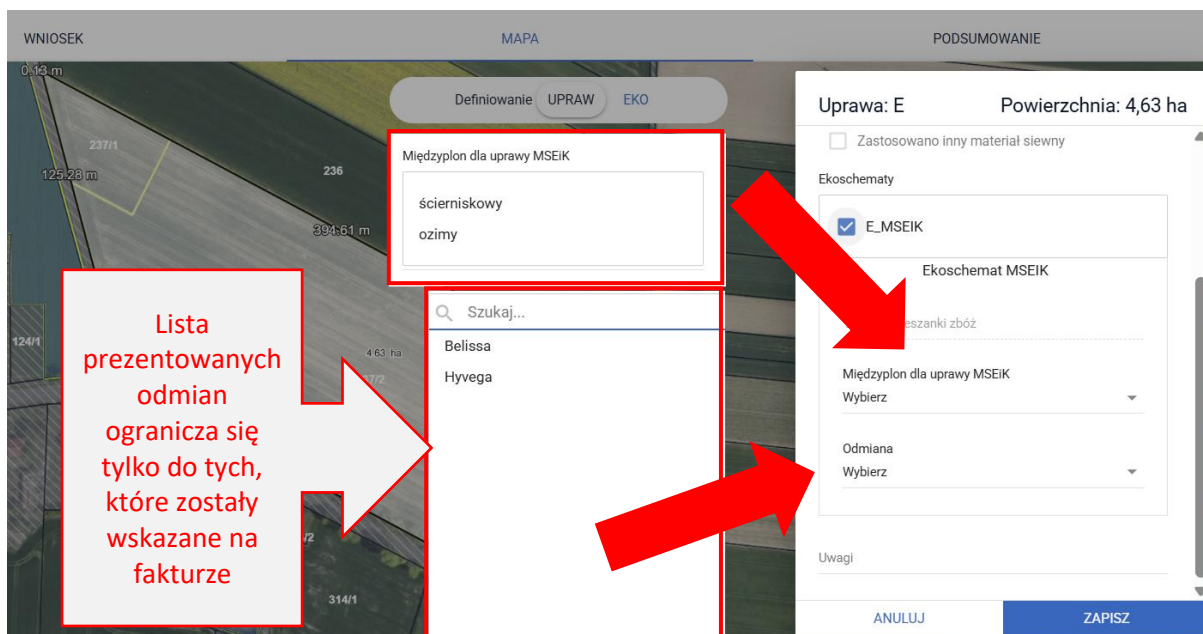 WNIOSEK
MAPA
PODSUMOWANIE
0.13 m
237/1
125.28 m
236
394.61 m
124/1
4.63 ha
37/2
/2
314/1
Definiowanie UPRAW EKO
Międzyplon dla uprawy MSEiK
ścierniskowy
ozimy
Szukaj...
Belissa
Hyvega
Lista
prezentowanych
odmian
ogranicza się
tylko do tych,
które zostały
wskazane na
fakturze
Uprawa: E Powierzchnia: 4,63 ha
Zastosowano inny materiał siewny
Ekoschematy
E_MSEIK
Ekoschemat MSEIK
eszanki zbóż
Międzyplon dla uprawy MSEiK
Wybierz
Odmiana
Wybierz
Uwagi
ANULUJ
ZAPISZ